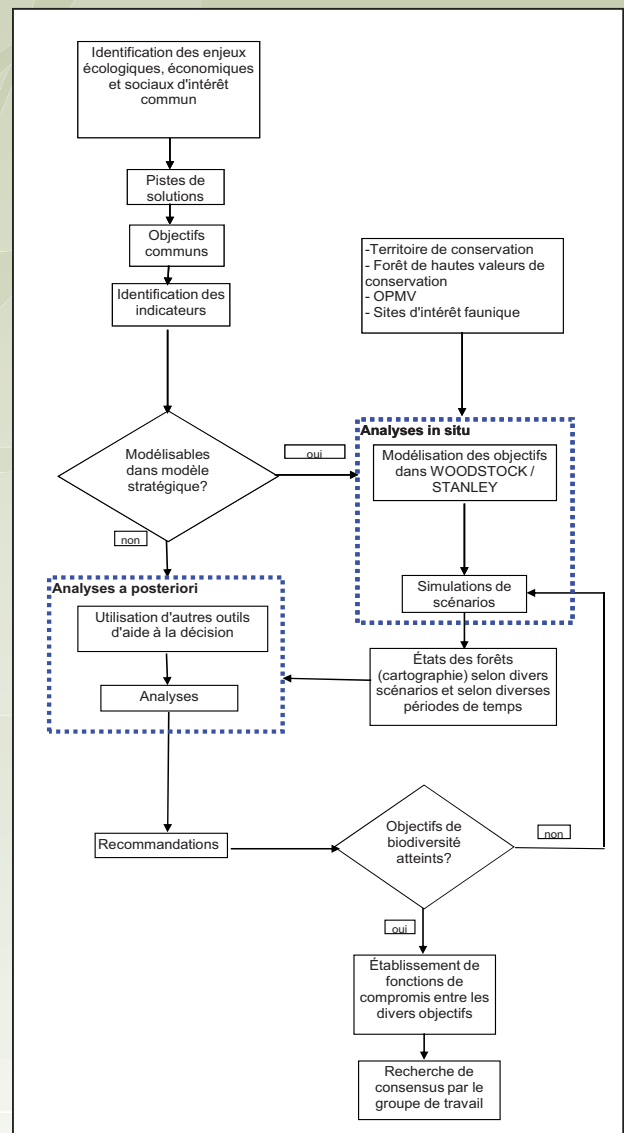 Identification des enjeux
écologiques, économiques
et sociaux d'intérêt
commun
Pistes de
solutions
Objectifs
communs
Identification des
indicateurs
-Territoire de conservation
- Forêt de hautes valeurs de
conservation
- OPMV
- Sites d'intérêt faunique
Modélisables
dans modèle
stratégique?
oui
non
Analyses in situ
Modélisation des objectifs
dans WOODSTOCK /
STANLEY
Simulations de
scénarios
Analyses a posteriori
Utilisation d'autres outils
d'aide à la décision
Analyses
États des forêts
(cartographie) selon divers
scénarios et selon diverses
périodes de temps
Recommandations
Objectifs de
biodiversité
atteints?
non
oui
Établissement de
fonctions de
compromis entre les
divers objectifs
Recherche de
consensus par le
groupe de travail